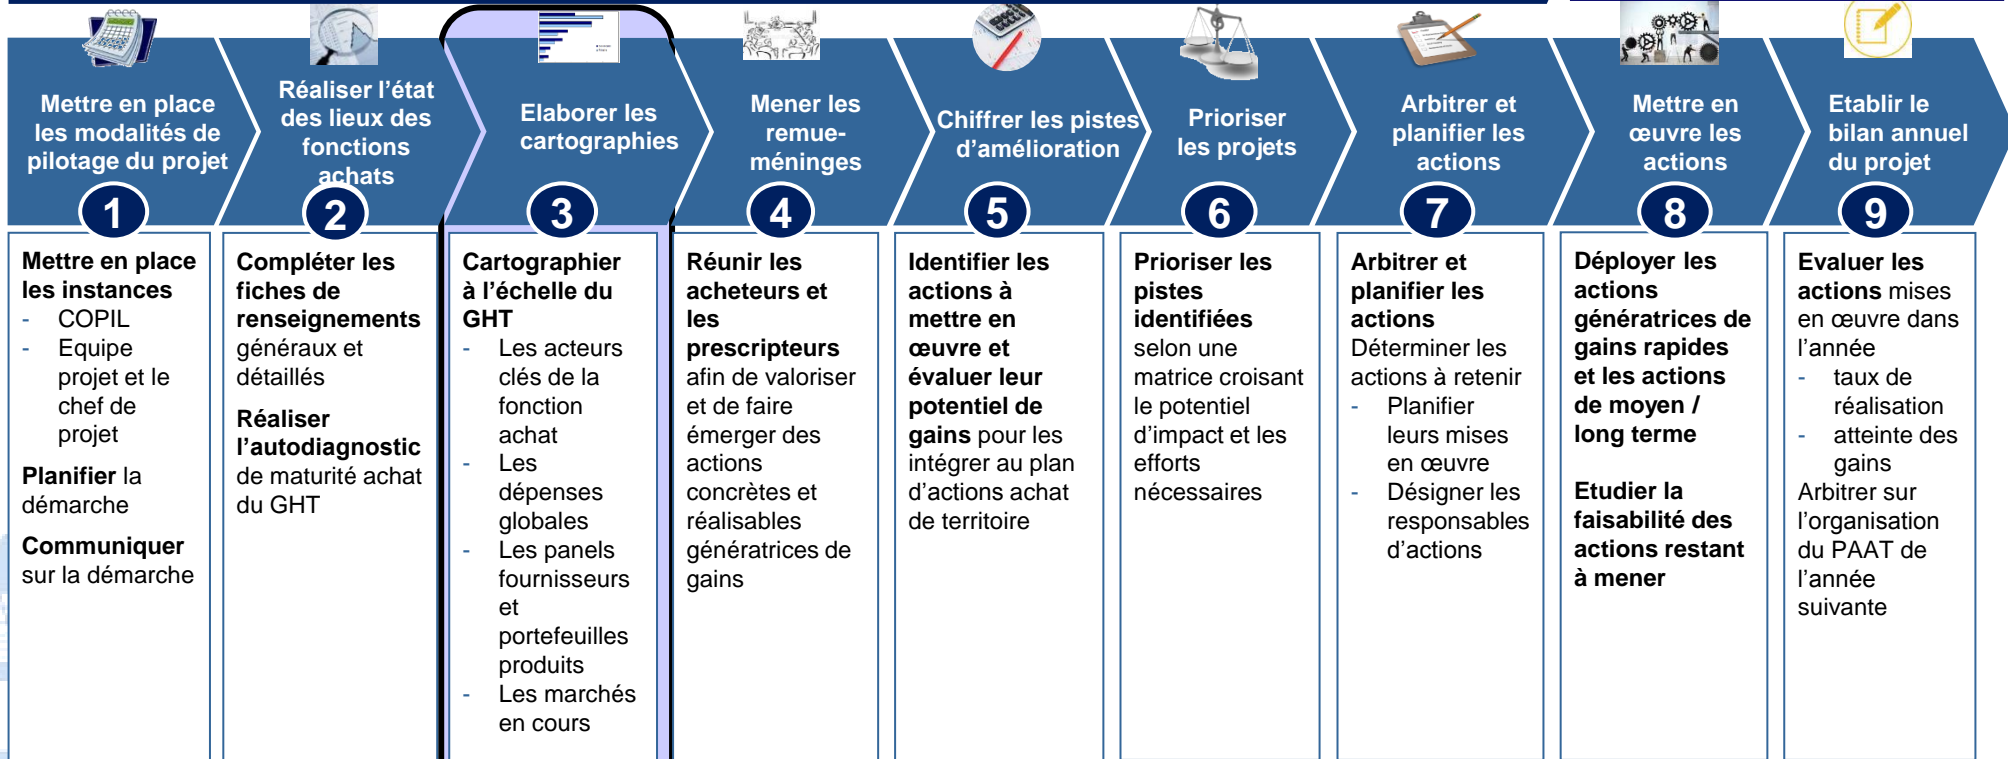 Mettre en place
les modalités de
pilotage du projet
1
Réaliser l’état
des lieux des
fonctions
achats
2
Elaborer les
cartographies
3
Mener les
remue-
méninges
4
Chiffrer les pistes
d’amélioration
5
Prioriser
les projets
6
Arbitrer et
planifier les
actions
7
Mettre en
œuvre les
actions
8
Etablir le
bilan annuel
du projet
9
Mettre en place
les instances
- COPIL
- Equipe
projet et le
chef de
projet
Planifier la
démarche
Communiquer
sur la démarche
Compléter les
fiches de
renseignements
généraux et
détaillés
Réaliser
l’autodiagnostic
de maturité achat
du GHT
Cartographier
à l’échelle du
GHT
- Les acteurs
clés de la
fonction
achat
- Les
dépenses
globales
- Les panels
fournisseurs
et
portefeuilles
produits
- Les marchés
en cours
Réunir les
acheteurs et
les
prescripteurs
afin de valoriser
et de faire
émerger des
actions
concrètes et
réalisables
génératrices de
gains
Identifier les
actions à
mettre en
œuvre et
évaluer leur
potentiel de
gains pour les
intégrer au plan
d’actions achat
de territoire
Prioriser les
pistes
identifiées
selon une
matrice croisant
le potentiel
d’impact et les
efforts
nécessaires
Arbitrer et
planifier les
actions
Déterminer les
actions à retenir
- Planifier
leurs mises
en œuvre
- Désigner les
responsables
d’actions
Déployer les
actions
génératrices de
gains rapides
et les actions
de moyen /
long terme
Etudier la
faisabilité des
actions restant
à mener
Evaluer les
actions mises
en œuvre dans
l’année
- taux de
réalisation
- atteinte des
gains
Arbitrer sur
l’organisation
du PAAT de
l’année
suivante